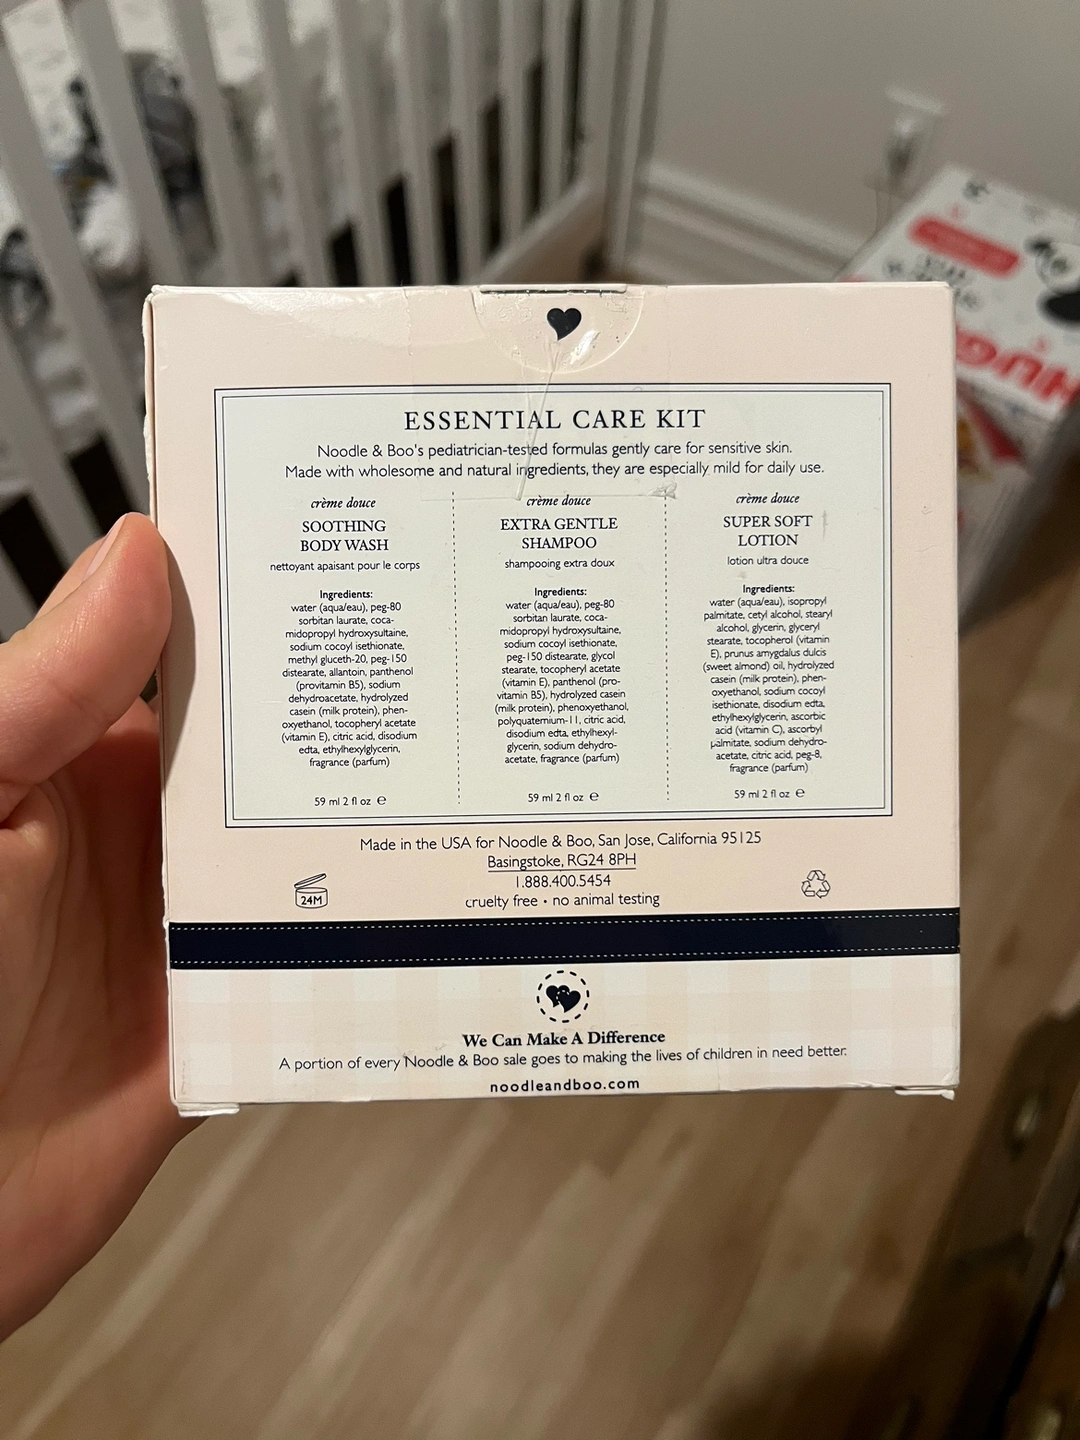 ESSENTIAL CARE KIT
Noodle & Boo's pediatrician-tested formulas gently care for sensitive skin.
Made with wholesome and natural ingredients, they are especially mild for daily use.
crème douce
SOOTHING
BODY WASH
nettoyant apaisant pour le corps
Ingredients:
water (aqua/eau), peg-80
sorbitan laurate, coca-
midopropyl hydroxysultaine,
sodium cocoyl isethionate,
methyl gluceth-20, peg-150
distearate, allantoin, panthenol
(provitamin B5), sodium
dehydroacetate, hydrolyzed
casein (milk protein), phen-
oxyethanol, tocopheryl acetate
(vitamin E), citric acid, disodium
edta, ethylhexylglycerin,
fragrance (parfum)
59 ml 2 fl oz ℮
crème douce
EXTRA GENTLE
SHAMPOO
shampooing extra doux
Ingredients:
water (aqua/eau), peg-80
sorbitan laurate, coca-
midopropyl hydroxysultaine,
sodium cocoyl isethionate,
peg-150 distearate, glycol
stearate, tocopheryl acetate
(vitamin E), panthenol (pro-
vitamin B5), hydrolyzed casein
(milk protein), phenoxyethanol,
polyquaternium-11, citric acid,
disodium edta, ethylhexyl-
glycerin, sodium dehydro-
acetate, fragrance (parfum)
59 ml 2 fl oz ℮
crème douce
SUPER SOFT
LOTION
lotion ultra douce
Ingredients:
water (aqua/eau), isopropyl
palmitate, cetyl alcohol, stearyl
alcohol, glycerin, glyceryl
stearate, tocopherol (vitamin
E), prunus amygdalus dulcis
(sweet almond) oil, hydrolyzed
casein (milk protein), phen-
oxyethanol, sodium cocoyl
isethionate, disodium edta,
ethylhexylglycerin, ascorbic
acid (vitamin C), ascorbyl
palmitate, sodium dehydro-
acetate, citric acid, peg-8,
fragrance (parfum)
59 ml 2 fl oz ℮
Made in the USA for Noodle & Boo, San Jose, California 95125
Basingstoke, RG24 8PH
1.888.400.5454
cruelty free • no animal testing
24M
We Can Make A Difference
A portion of every Noodle & Boo sale goes to making the lives of children in need better.
noodleandboo.com